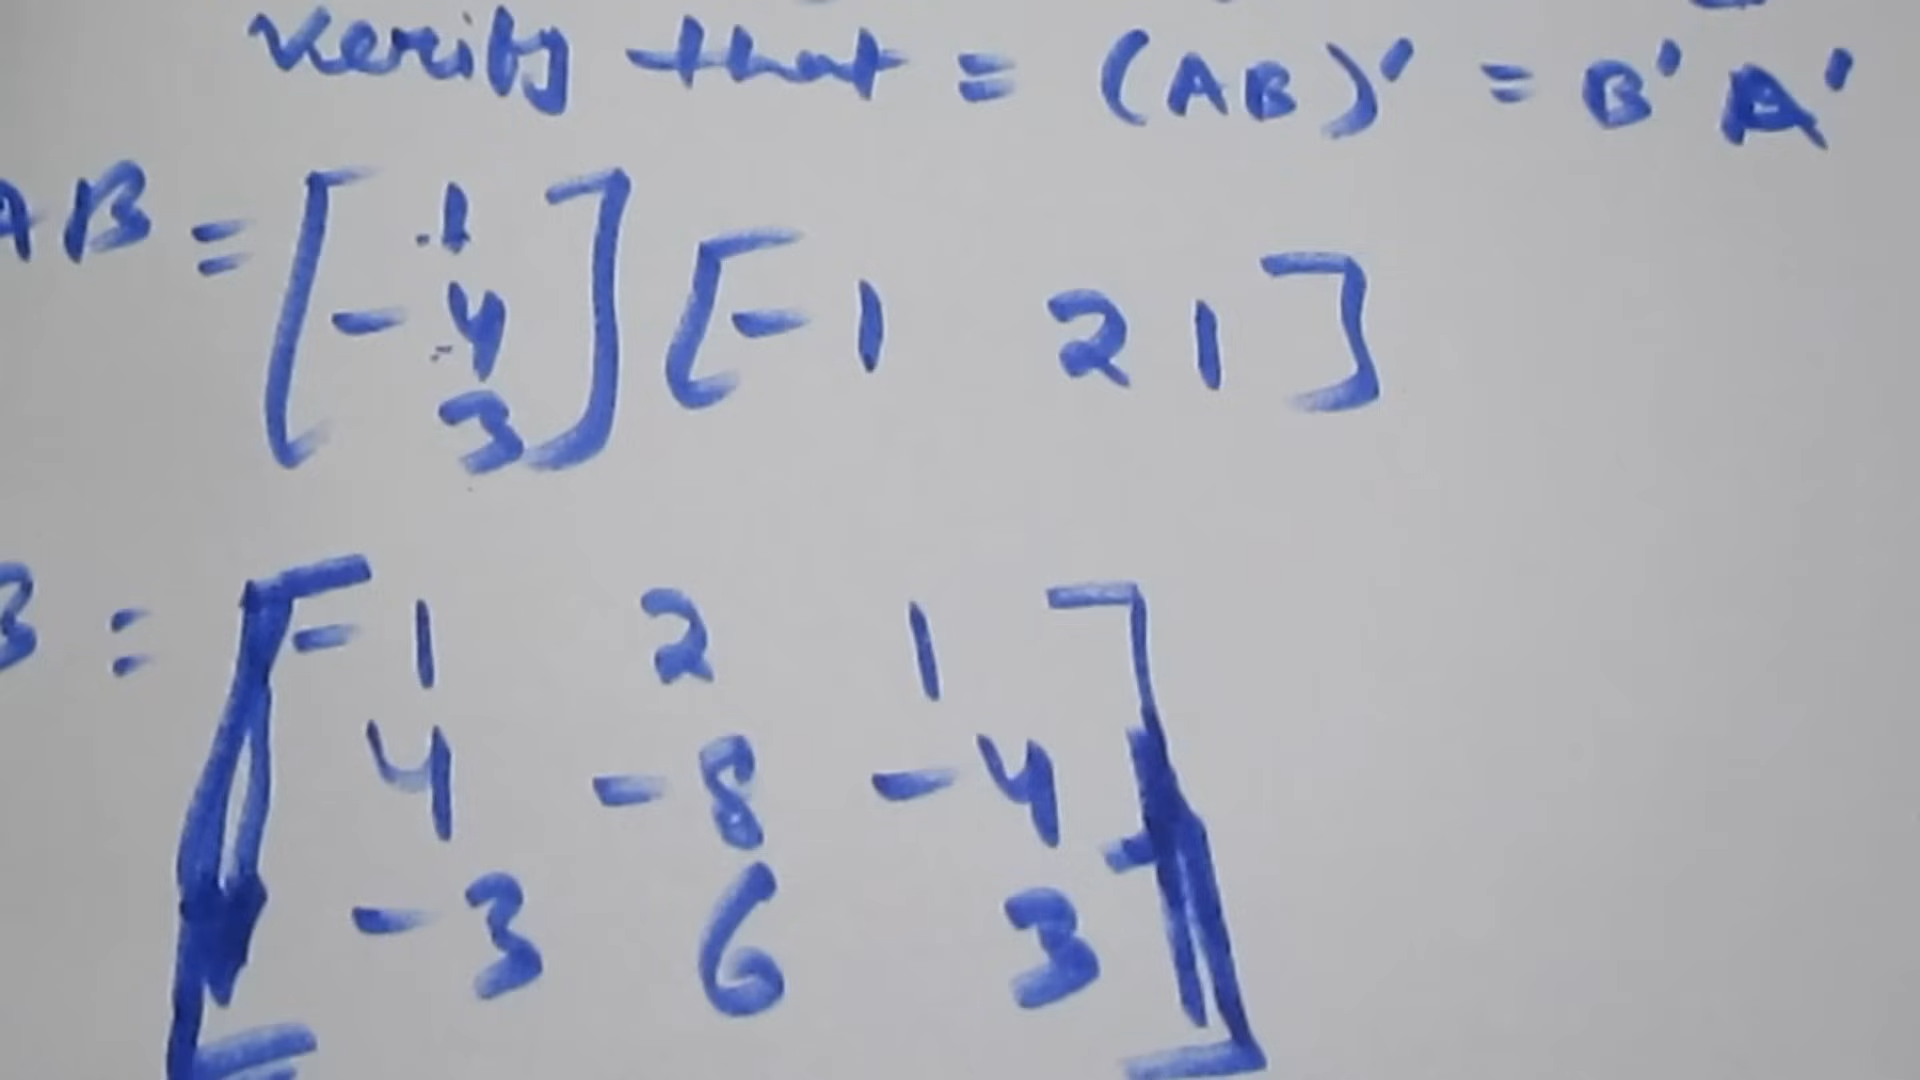 verify that = (AB)' = B' A'
AB = [ 1 ] [ - 1 2 1 ]
- 4
3
B = [ - 1 2 1 ]
4 - 8 - 4
- 3 6 3